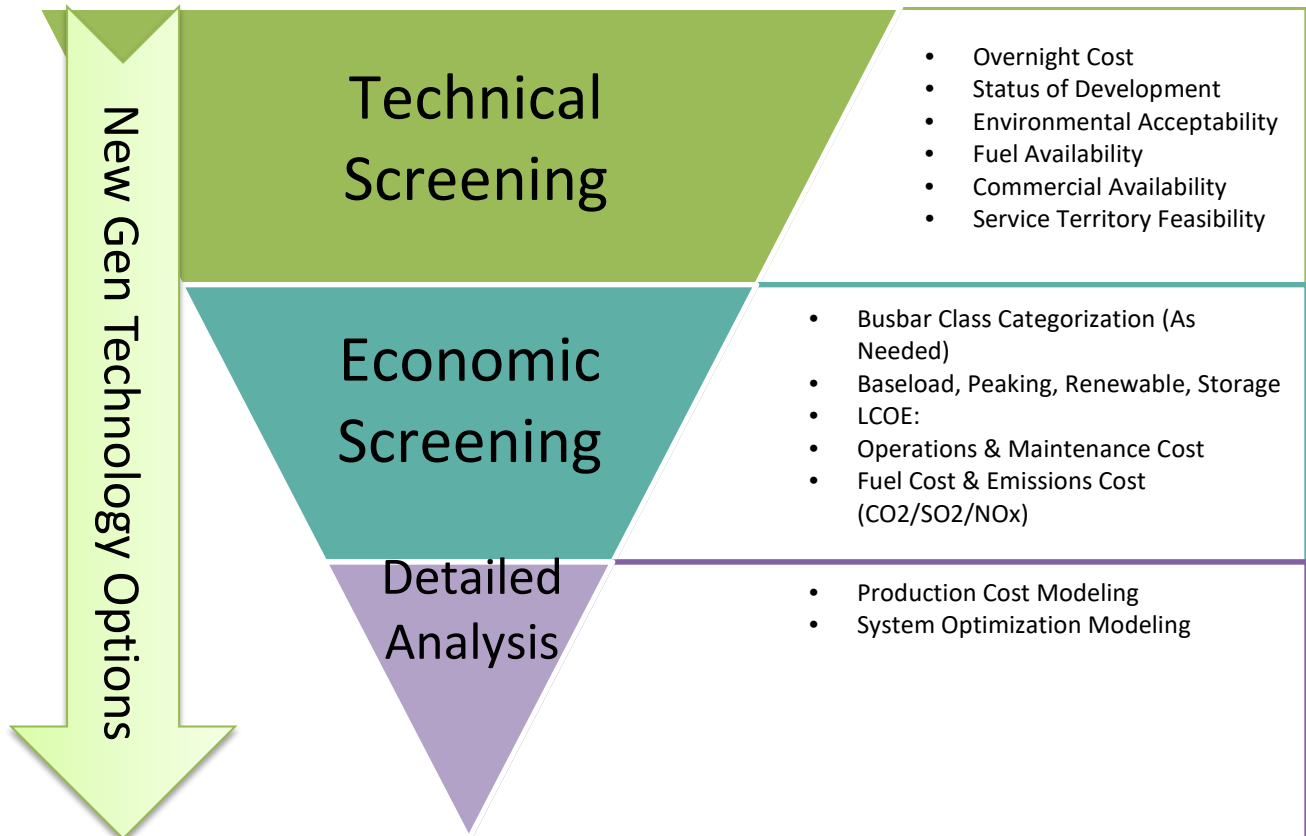 New Gen Technology Options
Technical
Screening
• Overnight Cost
• Status of Development
• Environmental Acceptability
• Fuel Availability
• Commercial Availability
• Service Territory Feasibility
Economic
Screening
• Busbar Class Categorization (As
Needed)
• Baseload, Peaking, Renewable, Storage
• LCOE:
• Operations & Maintenance Cost
• Fuel Cost & Emissions Cost
(CO2/SO2/NOx)
Detailed
Analysis
• Production Cost Modeling
• System Optimization Modeling